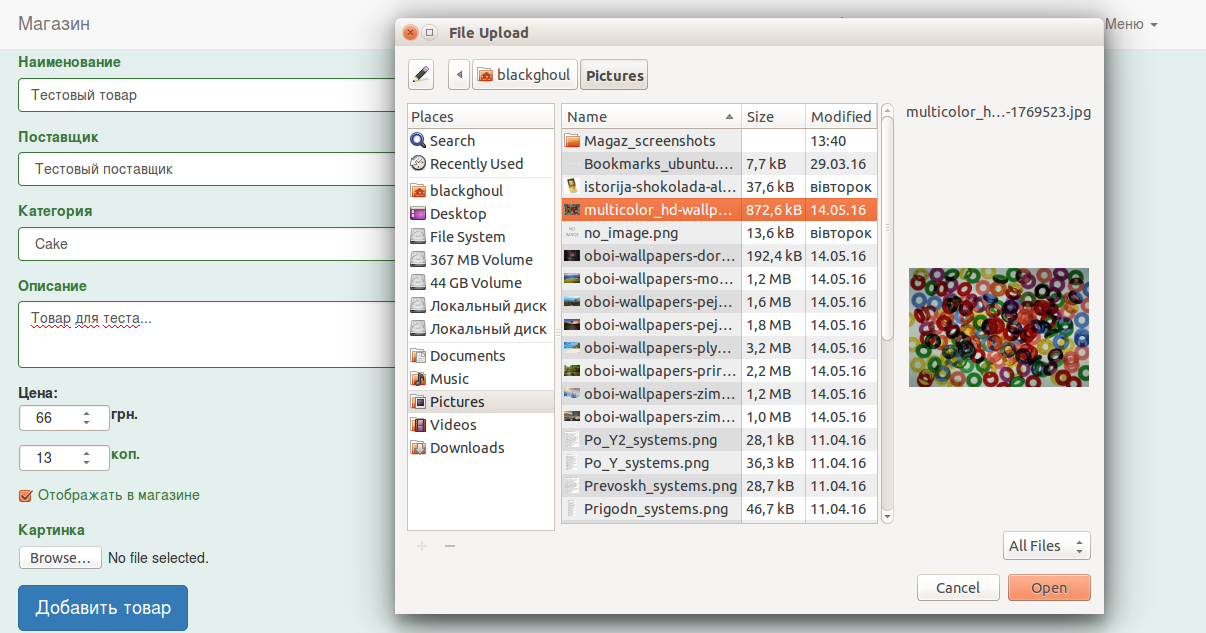 Магазин
Меню
Наименование
Тестовый товар
Поставщик
Тестовый поставщик
Категория
Cake
Описание
Товар для теста...
Цена:
66 грн.
13 коп.
Отображать в магазине
Картинка
Browse... No file selected.
Добавить товар
File Upload
blackghoul Pictures
Places
Search
Recently Used
blackghoul
Desktop
File System
367 MB Volume
44 GB Volume
Локальный диск
Локальный диск
Documents
Music
Pictures
Videos
Downloads
Name Size Modified
Magaz_screenshots 13:40
Bookmarks_ubuntu.... 7,7 kB 29.03.16
istorija-shokolada-al... 37,6 kB вівторок
multicolor_hd-wallp... 872,6 kB 14.05.16
no_image.png 13,6 kB вівторок
oboi-wallpapers-dor... 192,4 kB 14.05.16
oboi-wallpapers-mo... 1,2 MB 14.05.16
oboi-wallpapers-pej... 1,6 MB 14.05.16
oboi-wallpapers-pej... 1,8 MB 14.05.16
oboi-wallpapers-ply... 3,2 MB 14.05.16
oboi-wallpapers-prir... 2,2 MB 14.05.16
oboi-wallpapers-zim... 1,2 MB 14.05.16
oboi-wallpapers-zim... 1,0 MB 14.05.16
Po_Y2_systems.png 28,1 kB 11.04.16
Po_Y_systems.png 36,3 kB 11.04.16
Prevoskh_systems.png 28,7 kB 11.04.16
Prigodn_systems.png 46,7 kB 11.04.16
multicolor_h...-1769523.jpg
All Files
Cancel Open